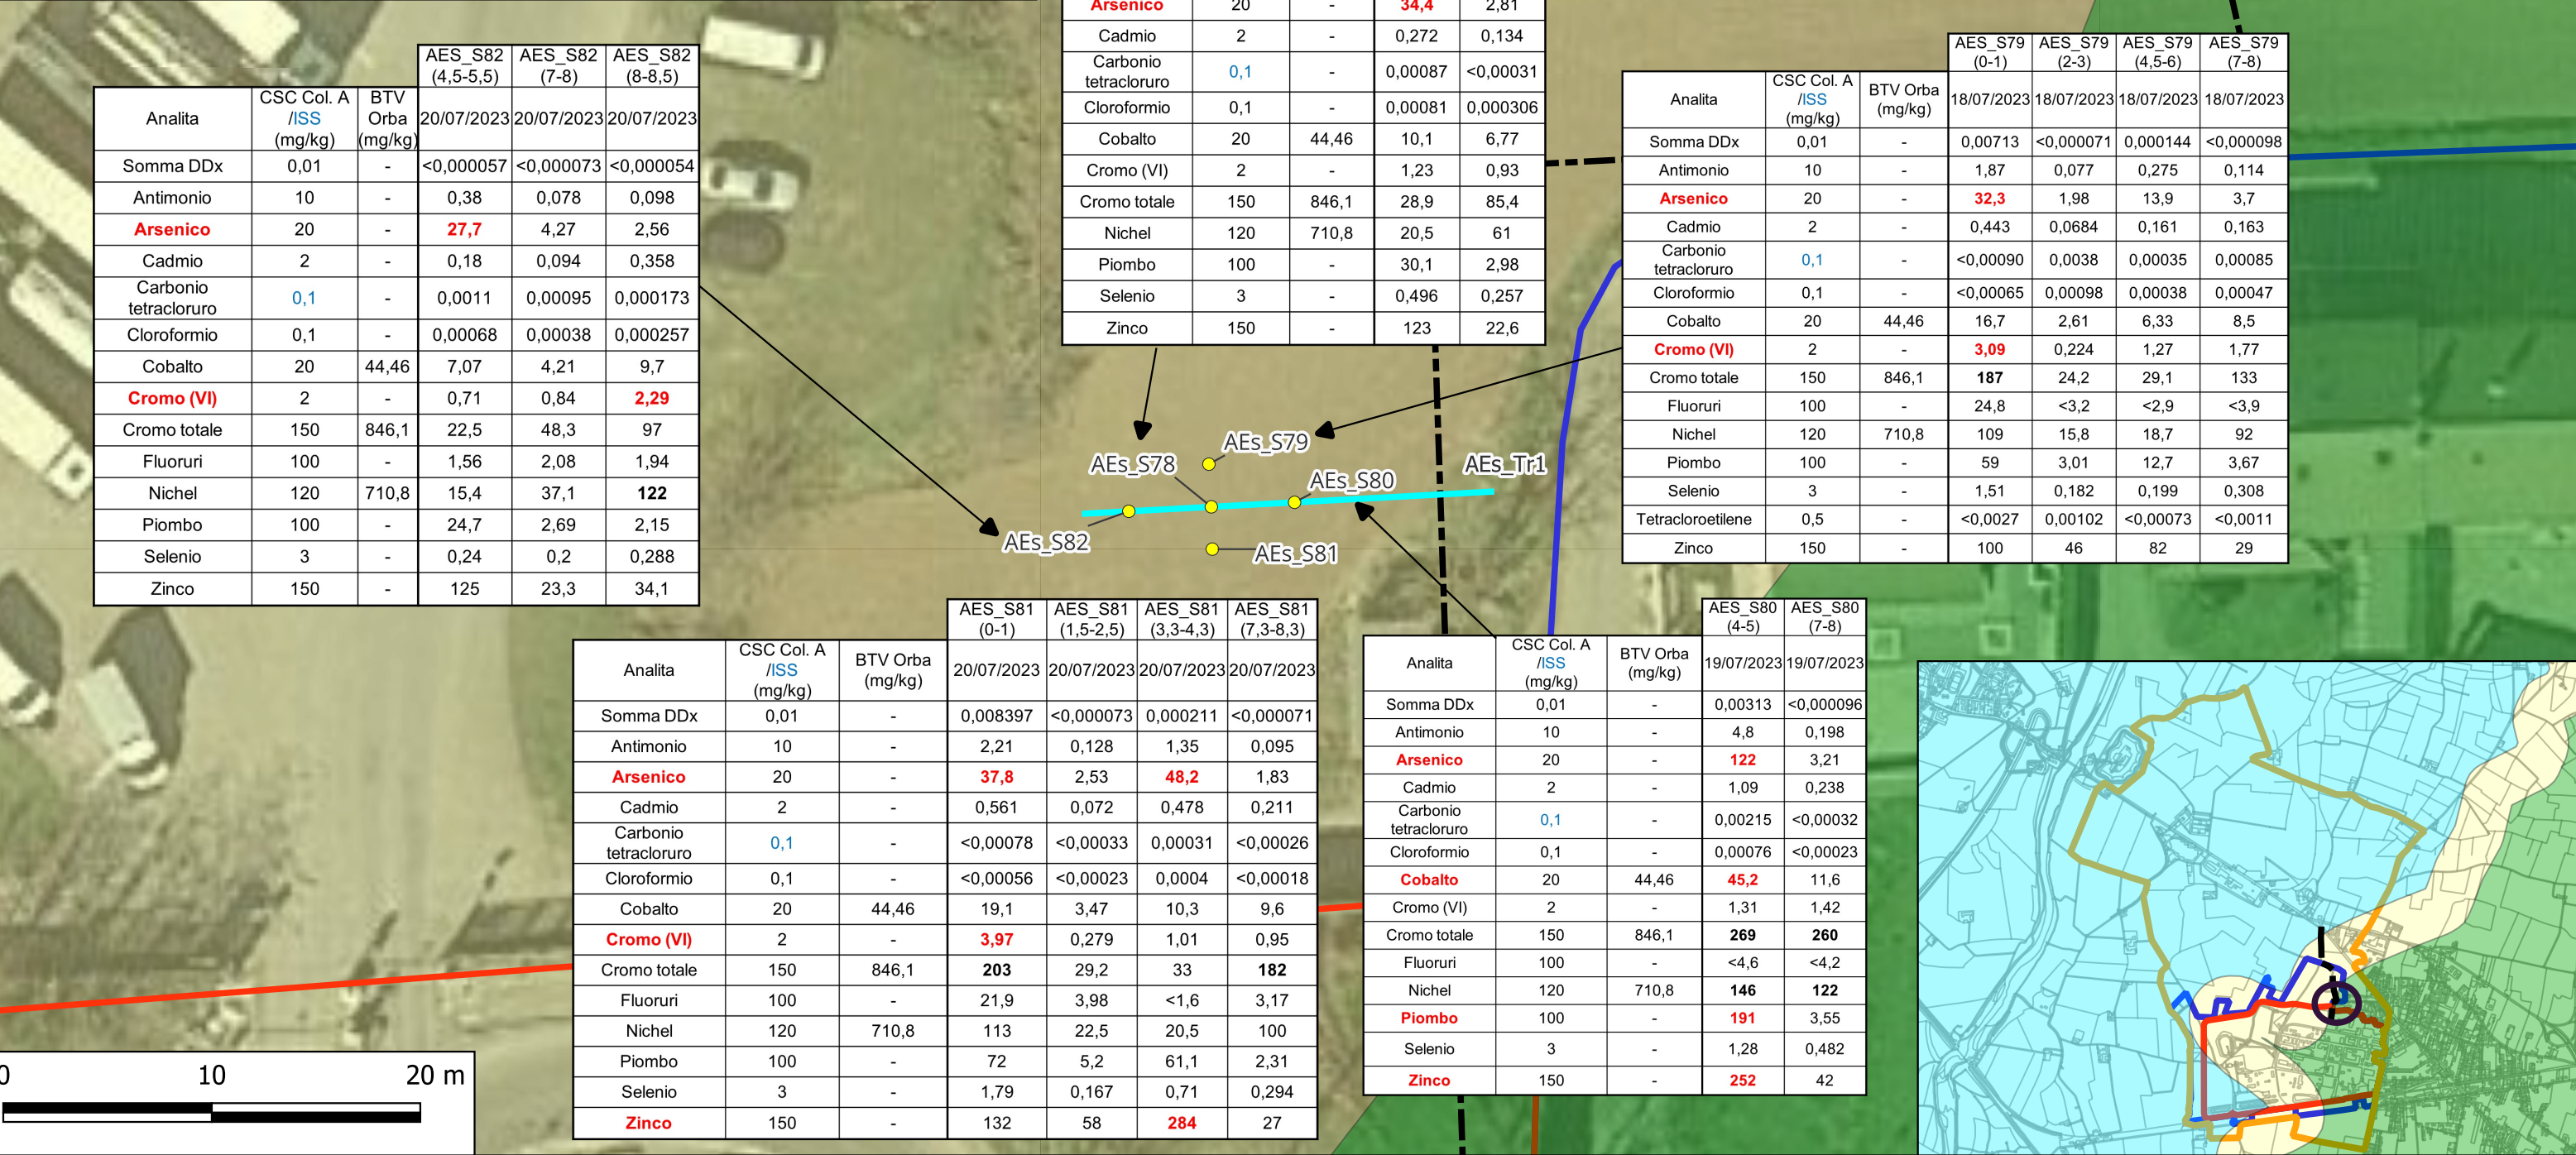 AES_S82 (4,5-5,5) AES_S82 (7-8) AES_S82 (8-8,5)
Analita CSC Col. A /ISS (mg/kg) BTV Orba (mg/kg) 20/07/2023 20/07/2023 20/07/2023
Somma DDx 0,01 - <0,000057 <0,000073 <0,000054
Antimonio 10 - 0,38 0,078 0,098
Arsenico 20 - 27,7 4,27 2,56
Cadmio 2 - 0,18 0,094 0,358
Carbonio tetracloruro 0,1 - 0,0011 0,00095 0,000173
Cloroformio 0,1 - 0,00068 0,00038 0,000257
Cobalto 20 44,46 7,07 4,21 9,7
Cromo (VI) 2 - 0,71 0,84 2,29
Cromo totale 150 846,1 22,5 48,3 97
Fluoruri 100 - 1,56 2,08 1,94
Nichel 120 710,8 15,4 37,1 122
Piombo 100 - 24,7 2,69 2,15
Selenio 3 - 0,24 0,2 0,288
Zinco 150 - 125 23,3 34,1
Arsenico 20 - 34,4 2,81
Cadmio 2 - 0,272 0,134
Carbonio tetracloruro 0,1 - 0,00087 <0,00031
Cloroformio 0,1 - 0,00081 0,000306
Cobalto 20 44,46 10,1 6,77
Cromo (VI) 2 - 1,23 0,93
Cromo totale 150 846,1 28,9 85,4
Nichel 120 710,8 20,5 61
Piombo 100 - 30,1 2,98
Selenio 3 - 0,496 0,257
Zinco 150 - 123 22,6
AES_S79 (0-1) AES_S79 (2-3) AES_S79 (4,5-6) AES_S79 (7-8)
Analita CSC Col. A /ISS (mg/kg) BTV Orba (mg/kg) 18/07/2023 18/07/2023 18/07/2023 18/07/2023
Somma DDx 0,01 - 0,00713 <0,000071 0,000144 <0,000098
Antimonio 10 - 1,87 0,077 0,275 0,114
Arsenico 20 - 32,3 1,98 13,9 3,7
Cadmio 2 - 0,443 0,0684 0,161 0,163
Carbonio tetracloruro 0,1 - <0,00090 0,0038 0,00035 0,00085
Cloroformio 0,1 - <0,00065 0,00098 0,00038 0,00047
Cobalto 20 44,46 16,7 2,61 6,33 8,5
Cromo (VI) 2 - 3,09 0,224 1,27 1,77
Cromo totale 150 846,1 187 24,2 29,1 133
Fluoruri 100 - 24,8 <3,2 <2,9 <3,9
Nichel 120 710,8 109 15,8 18,7 92
Piombo 100 - 59 3,01 12,7 3,67
Selenio 3 - 1,51 0,182 0,199 0,308
Tetracloroetilene 0,5 - <0,0027 0,00102 <0,00073 <0,0011
Zinco 150 - 100 46 82 29
AEs_S79
AEs_S78
AEs_Tr1
AEs_S80
AEs_S82
AEs_S81
AES_S81 (0-1) AES_S81 (1,5-2,5) AES_S81 (3,3-4,3) AES_S81 (7,3-8,3)
Analita CSC Col. A /ISS (mg/kg) BTV Orba (mg/kg) 20/07/2023 20/07/2023 20/07/2023 20/07/2023
Somma DDx 0,01 - 0,008397 <0,000073 0,000211 <0,000071
Antimonio 10 - 2,21 0,128 1,35 0,095
Arsenico 20 - 37,8 2,53 48,2 1,83
Cadmio 2 - 0,561 0,072 0,478 0,211
Carbonio tetracloruro 0,1 - <0,00078 <0,00033 0,00031 <0,00026
Cloroformio 0,1 - <0,00056 <0,00023 0,0004 <0,00018
Cobalto 20 44,46 19,1 3,47 10,3 9,6
Cromo (VI) 2 - 3,97 0,279 1,01 0,95
Cromo totale 150 846,1 203 29,2 33 182
Fluoruri 100 - 21,9 3,98 <1,6 3,17
Nichel 120 710,8 113 22,5 20,5 100
Piombo 100 - 72 5,2 61,1 2,31
Selenio 3 - 1,79 0,167 0,71 0,294
Zinco 150 - 132 58 284 27
AES_S80 (4-5) AES_S80 (7-8)
Analita CSC Col. A /ISS (mg/kg) BTV Orba (mg/kg) 19/07/2023 19/07/2023
Somma DDx 0,01 - 0,00313 <0,000096
Antimonio 10 - 4,8 0,198
Arsenico 20 - 122 3,21
Cadmio 2 - 1,09 0,238
Carbonio tetracloruro 0,1 - 0,00215 <0,00032
Cloroformio 0,1 - 0,00076 <0,00023
Cobalto 20 44,46 45,2 11,6
Cromo (VI) 2 - 1,31 1,42
Cromo totale 150 846,1 269 260
Fluoruri 100 - <4,6 <4,2
Nichel 120 710,8 146 122
Piombo 100 - 191 3,55
Selenio 3 - 1,28 0,482
Zinco 150 - 252 42
0 10 20 m